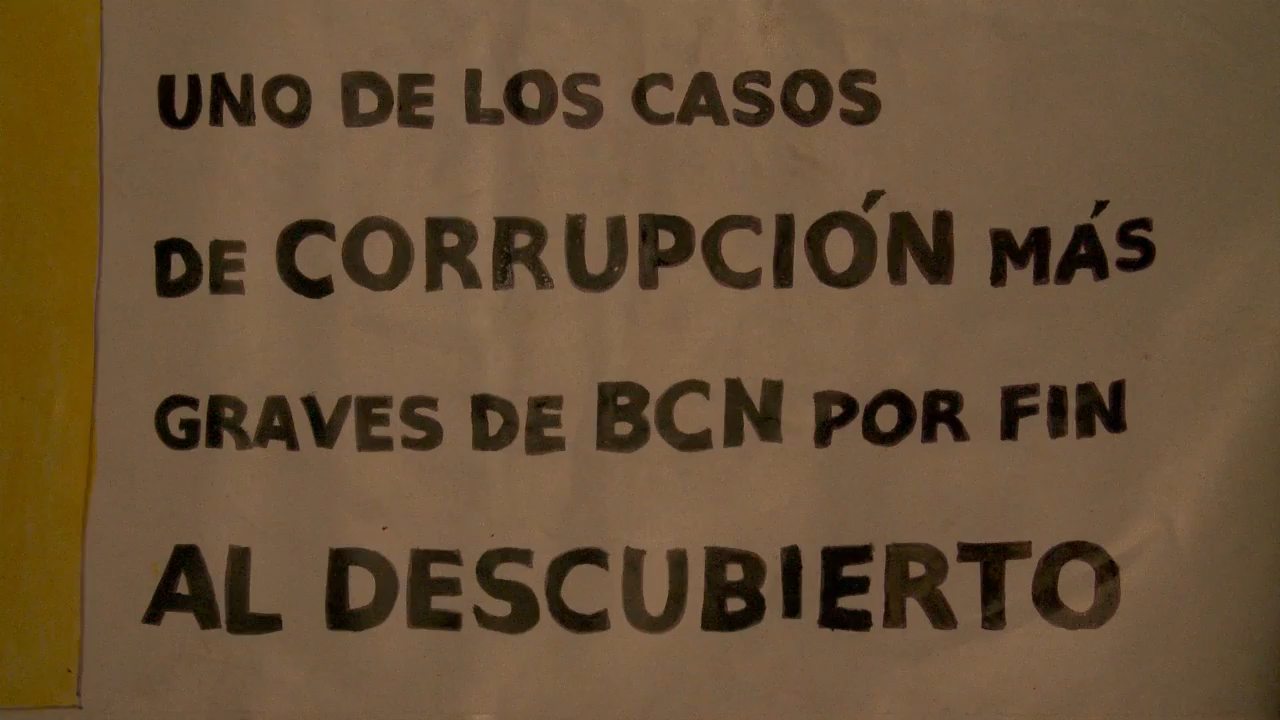 UNO DE LOS CASOS
DE CORRUPCIÓN MÁS
GRAVES DE BCN POR FIN
AL DESCUBIERTO